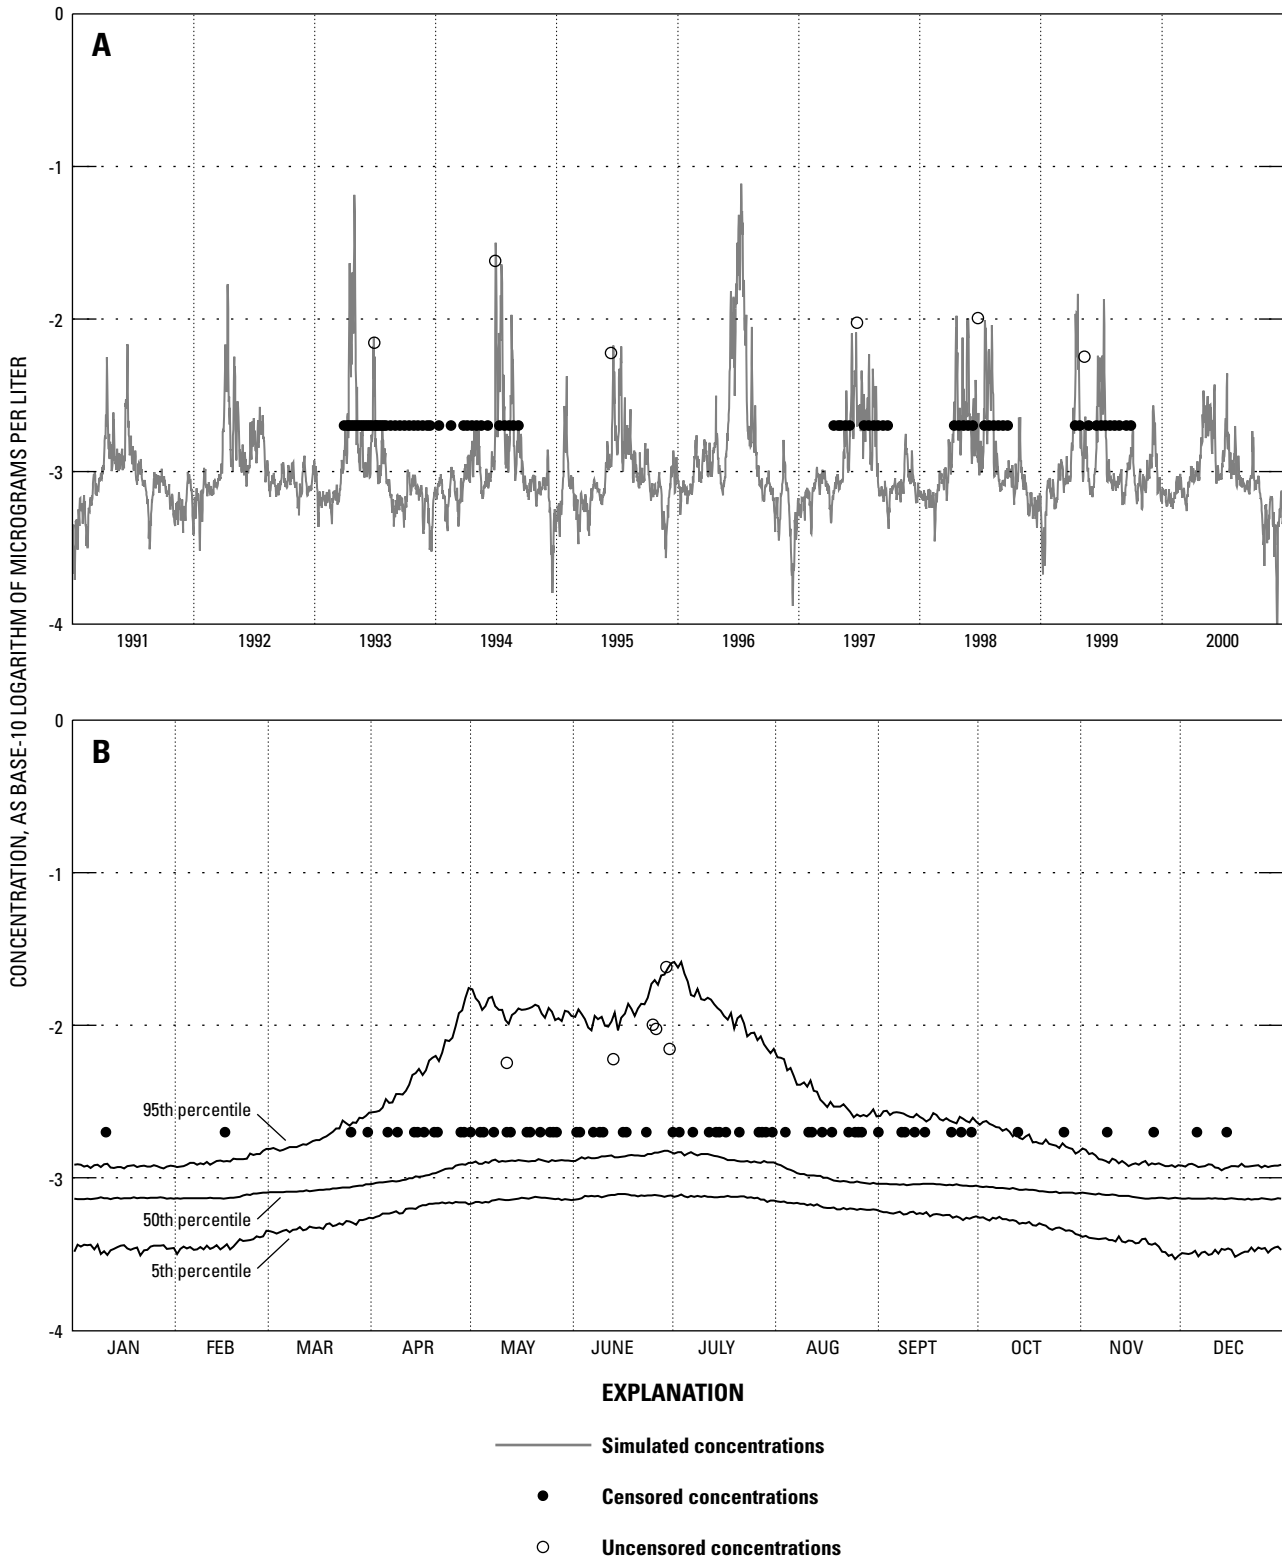 CONCENTRATION, AS BASE-10 LOGARITHM OF MICROGRAMS PER LITER
A
0
-1
-2
-3
-4
1991 1992 1993 1994 1995 1996 1997 1998 1999 2000
B
0
-1
-2
-3
-4
95th percentile
50th percentile
5th percentile
JAN FEB MAR APR MAY JUNE JULY AUG SEPT OCT NOV DEC
EXPLANATION
Simulated concentrations
Censored concentrations
Uncensored concentrations